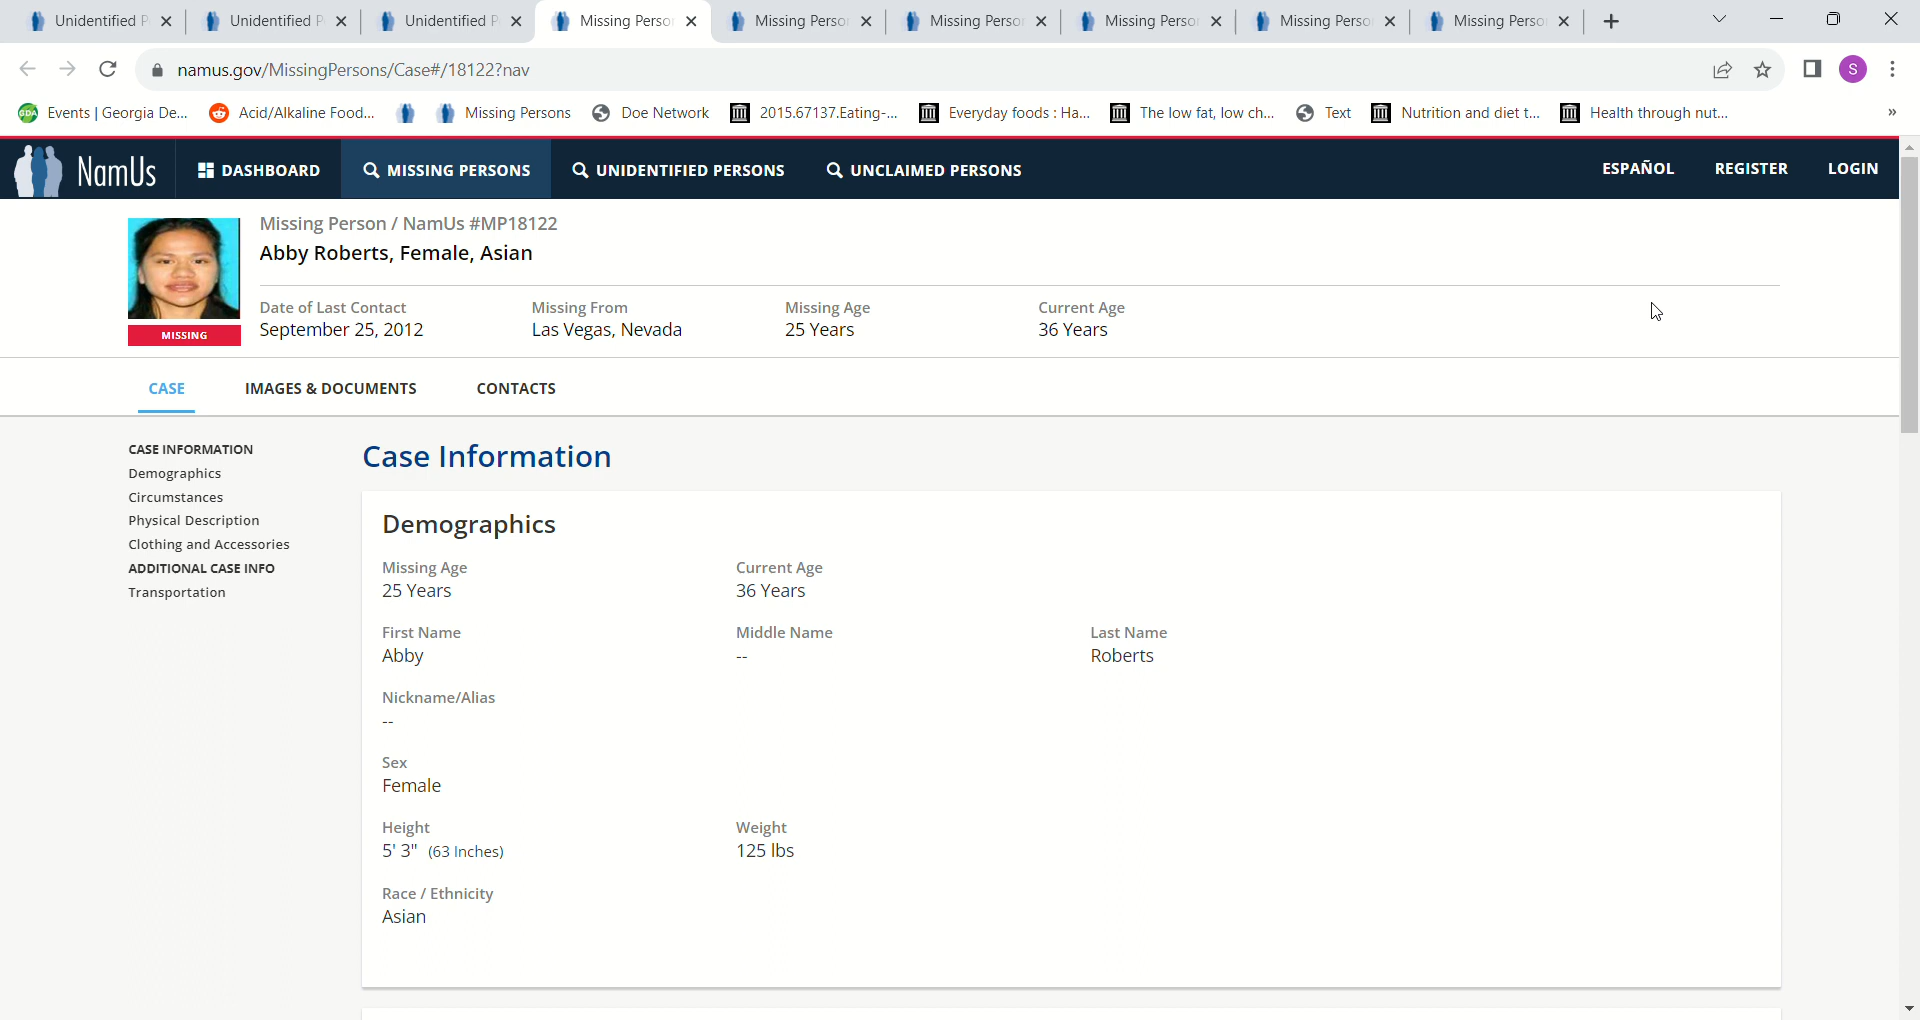 Unidentified P
Unidentified P
Unidentified P
Missing Perso
Missing Perso
Missing Perso
Missing Perso
Missing Perso
Missing Perso
namus.gov/MissingPersons/Case#/18122?nav
S
GDA Events | Georgia De...
Acid/Alkaline Food...
Missing Persons
Doe Network
2015.67137.Eating-...
Everyday foods : Ha...
The low fat, low ch...
Text
Nutrition and diet t...
Health through nut...
»
NamUs
DASHBOARD
MISSING PERSONS
UNIDENTIFIED PERSONS
UNCLAIMED PERSONS
ESPAÑOL
REGISTER
LOGIN
Missing Person / NamUs #MP18122
Abby Roberts, Female, Asian
MISSING
Date of Last Contact
September 25, 2012
Missing From
Las Vegas, Nevada
Missing Age
25 Years
Current Age
36 Years
CASE
IMAGES & DOCUMENTS
CONTACTS
CASE INFORMATION
Demographics
Circumstances
Physical Description
Clothing and Accessories
ADDITIONAL CASE INFO
Transportation
Case Information
Demographics
Missing Age
25 Years
Current Age
36 Years
First Name
Abby
Middle Name
--
Last Name
Roberts
Nickname/Alias
--
Sex
Female
Height
5' 3" (63 Inches)
Weight
125 lbs
Race / Ethnicity
Asian